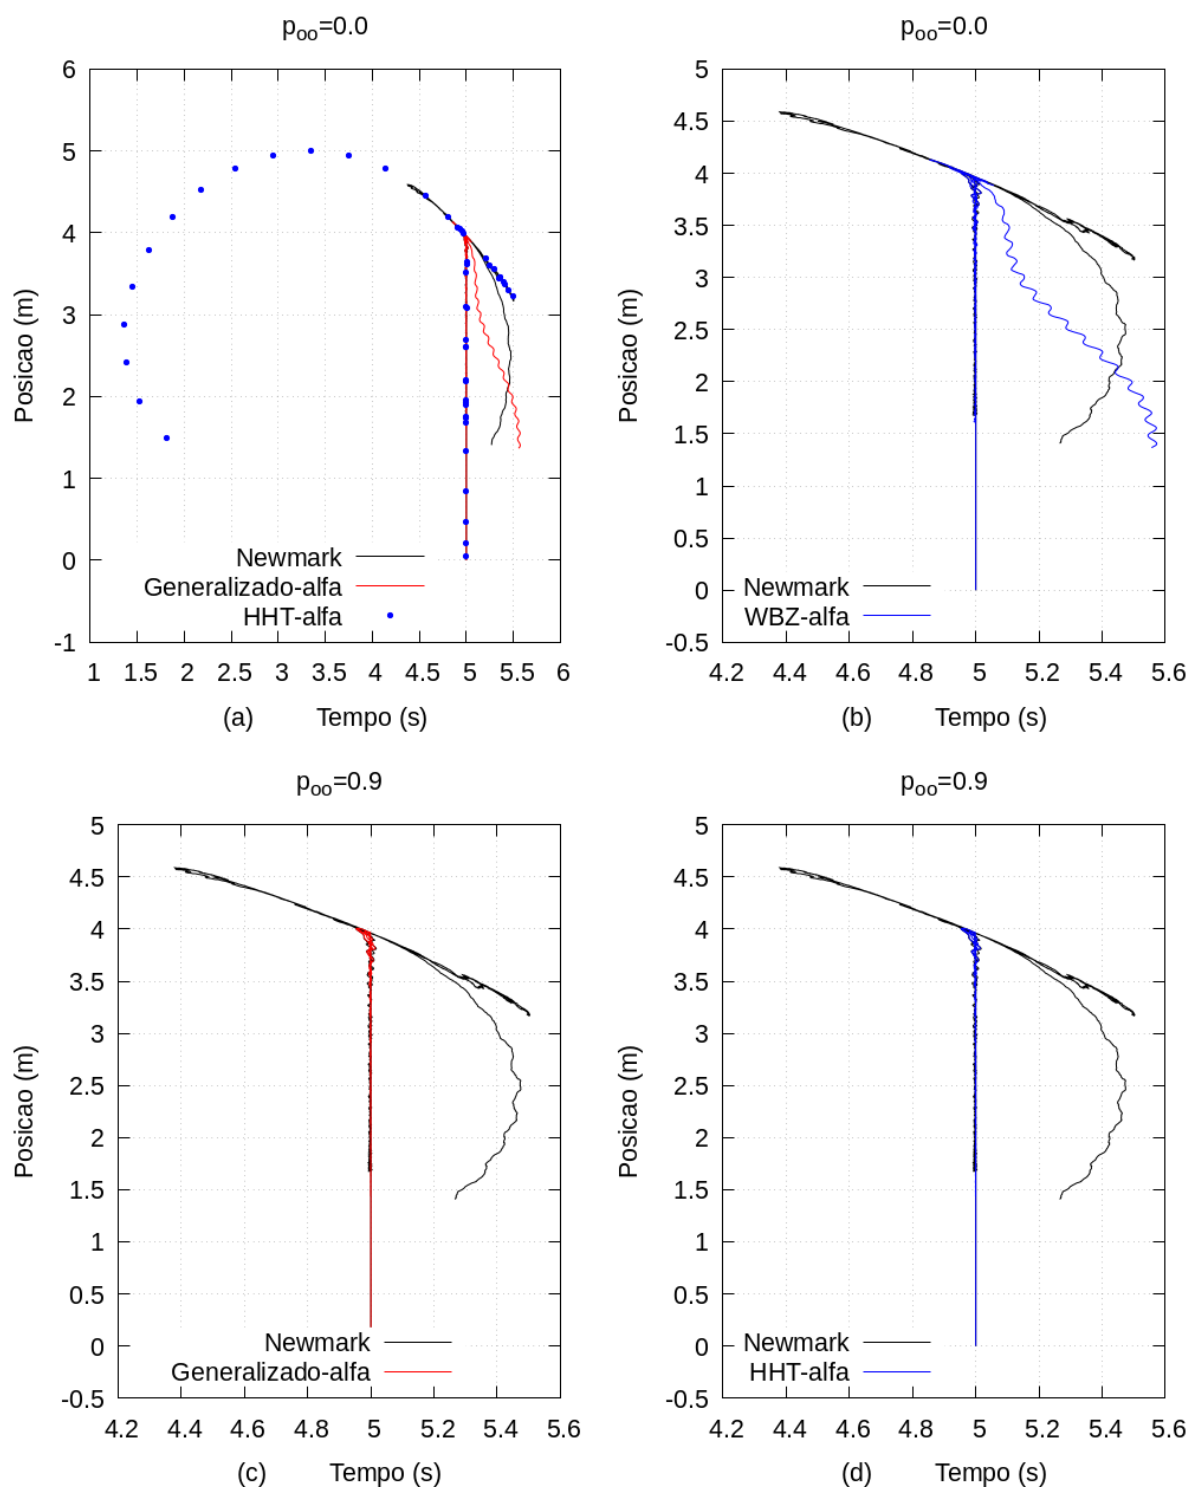 p_oo=0.0
6
5
4
3
2
1
0
-1
Posicao (m)
Newmark
Generalizado-alfa
HHT-alfa
1 1.5 2 2.5 3 3.5 4 4.5 5 5.5 6
(a) Tempo (s)
p_oo=0.0
5
4.5
4
3.5
3
2.5
2
1.5
1
0.5
0
-0.5
Posicao (m)
Newmark
WBZ-alfa
4.2 4.4 4.6 4.8 5 5.2 5.4 5.6
(b) Tempo (s)
p_oo=0.9
5
4.5
4
3.5
3
2.5
2
1.5
1
0.5
0
-0.5
Posicao (m)
Newmark
Generalizado-alfa
4.2 4.4 4.6 4.8 5 5.2 5.4 5.6
(c) Tempo (s)
p_oo=0.9
5
4.5
4
3.5
3
2.5
2
1.5
1
0.5
0
-0.5
Posicao (m)
Newmark
HHT-alfa
4.2 4.4 4.6 4.8 5 5.2 5.4 5.6
(d) Tempo (s)